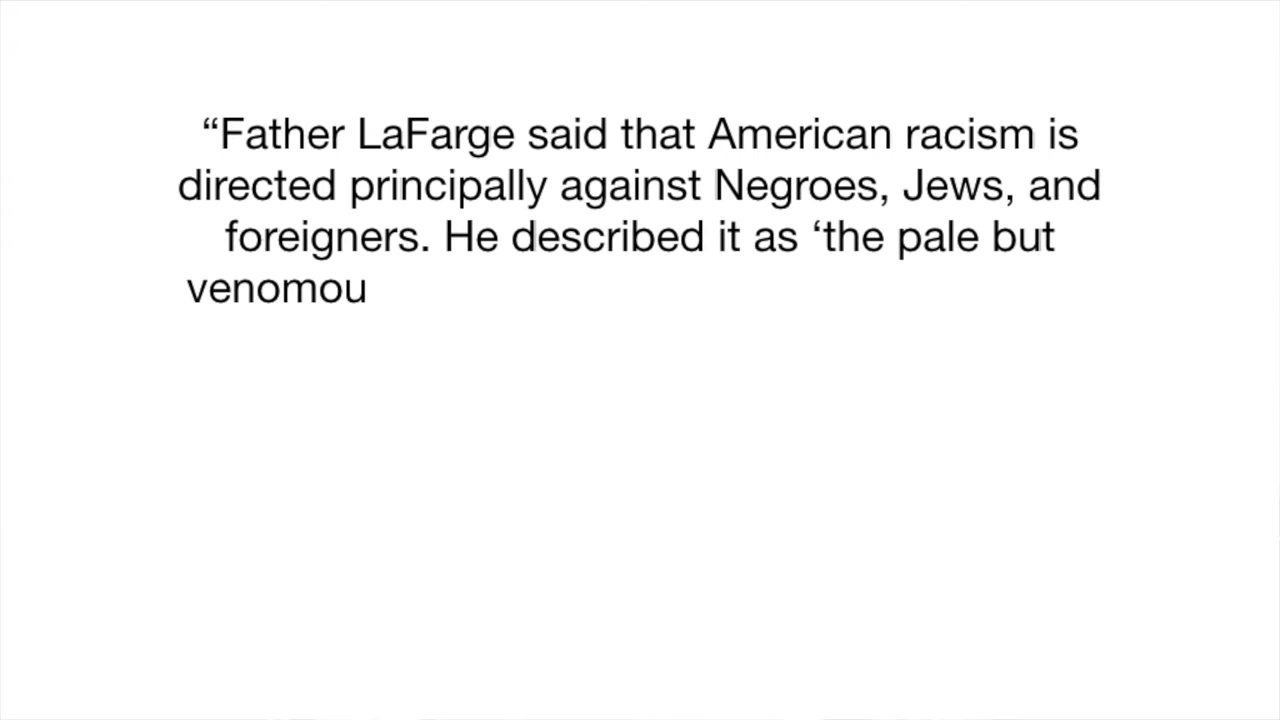 “Father LaFarge said that American racism is
directed principally against Negroes, Jews, and
foreigners. He described it as ‘the pale but
venomou